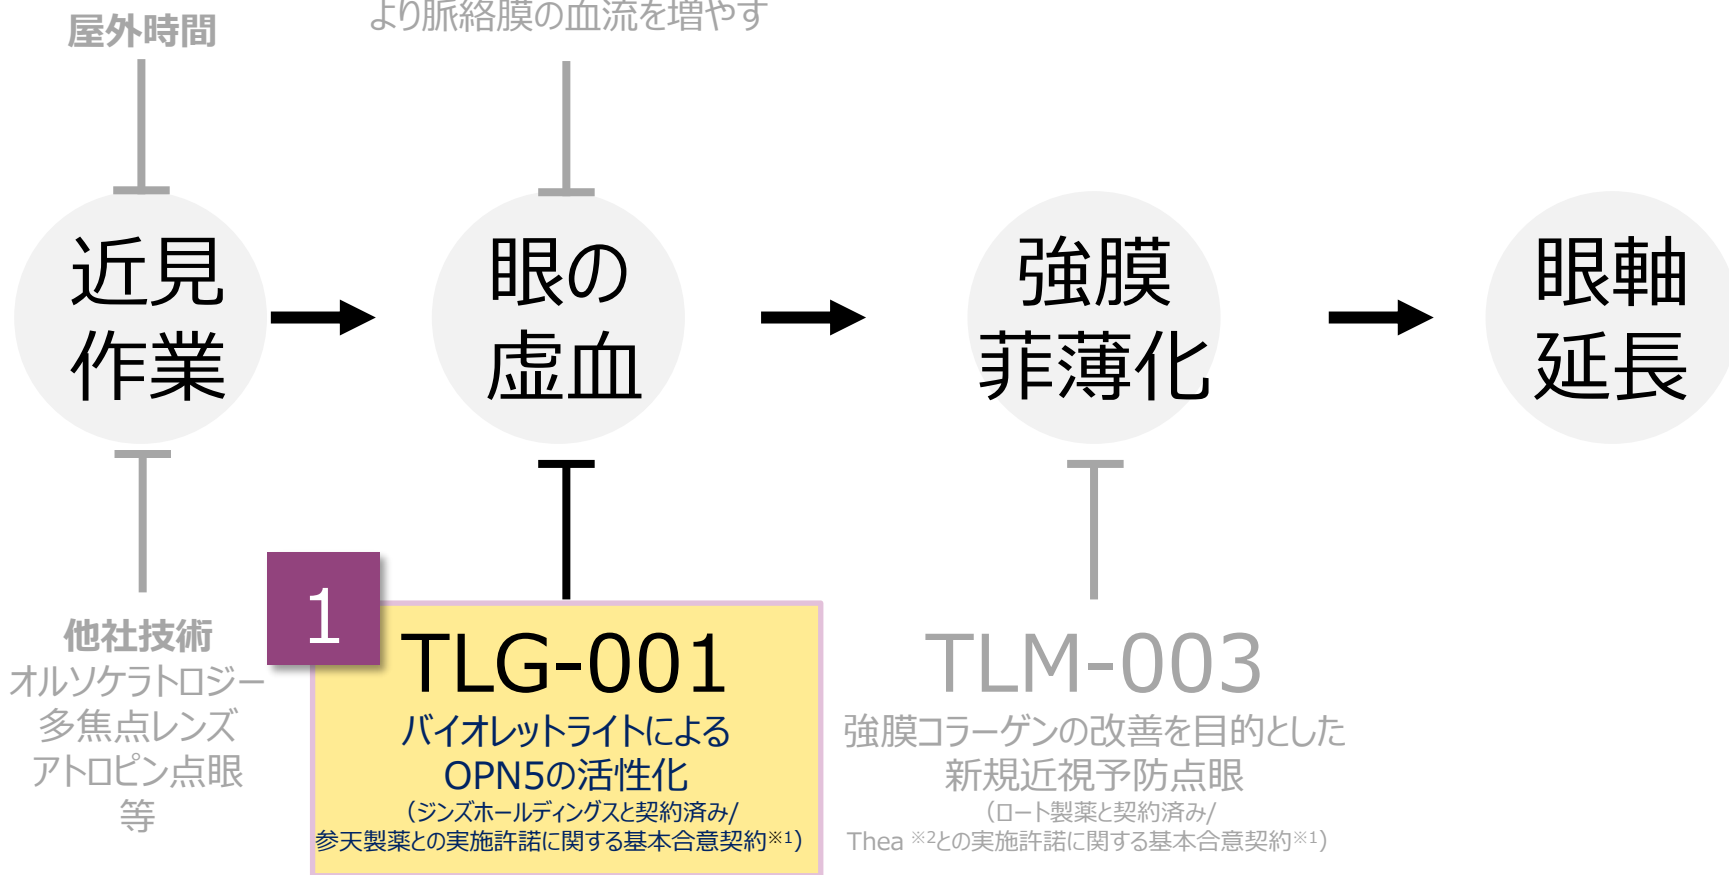 屋外時間
より脈絡膜の血流を増やす
近見
作業
眼の
虚血
強膜
菲薄化
眼軸
延長
1
他社技術
オルソケラトロジー
多焦点レンズ
アトロピン点眼
等
TLG-001
バイオレットライトによる
OPN5の活性化
(ジンズホールディングスと契約済み/
参天製薬との実施許諾に関する基本合意契約※1)
TLM-003
強膜コラーゲンの改善を目的とした
新規近視予防点眼
(ロート製薬と契約済み/
Thea ※2との実施許諾に関する基本合意契約※1)